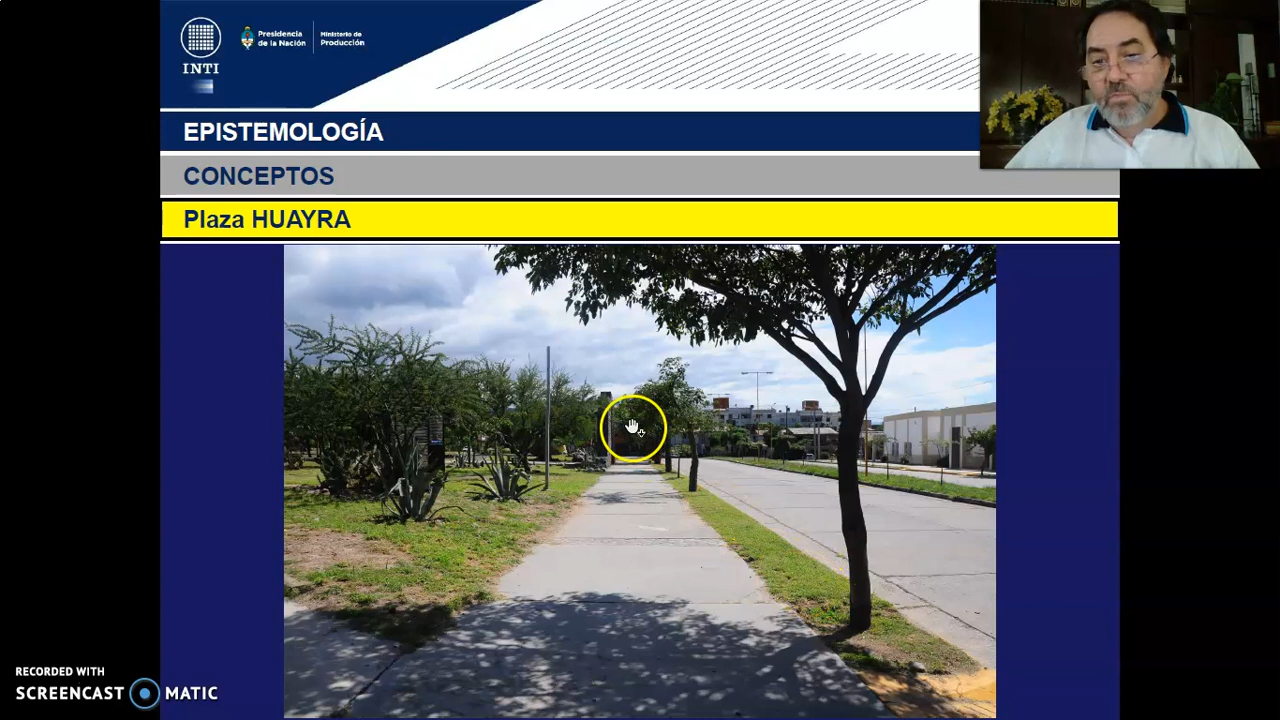 INTI
Presidencia
de la Nación
Ministerio de
Producción
EPISTEMOLOGÍA
CONCEPTOS
Plaza HUAYRA
RECORDED WITH
SCREENCAST MATIC